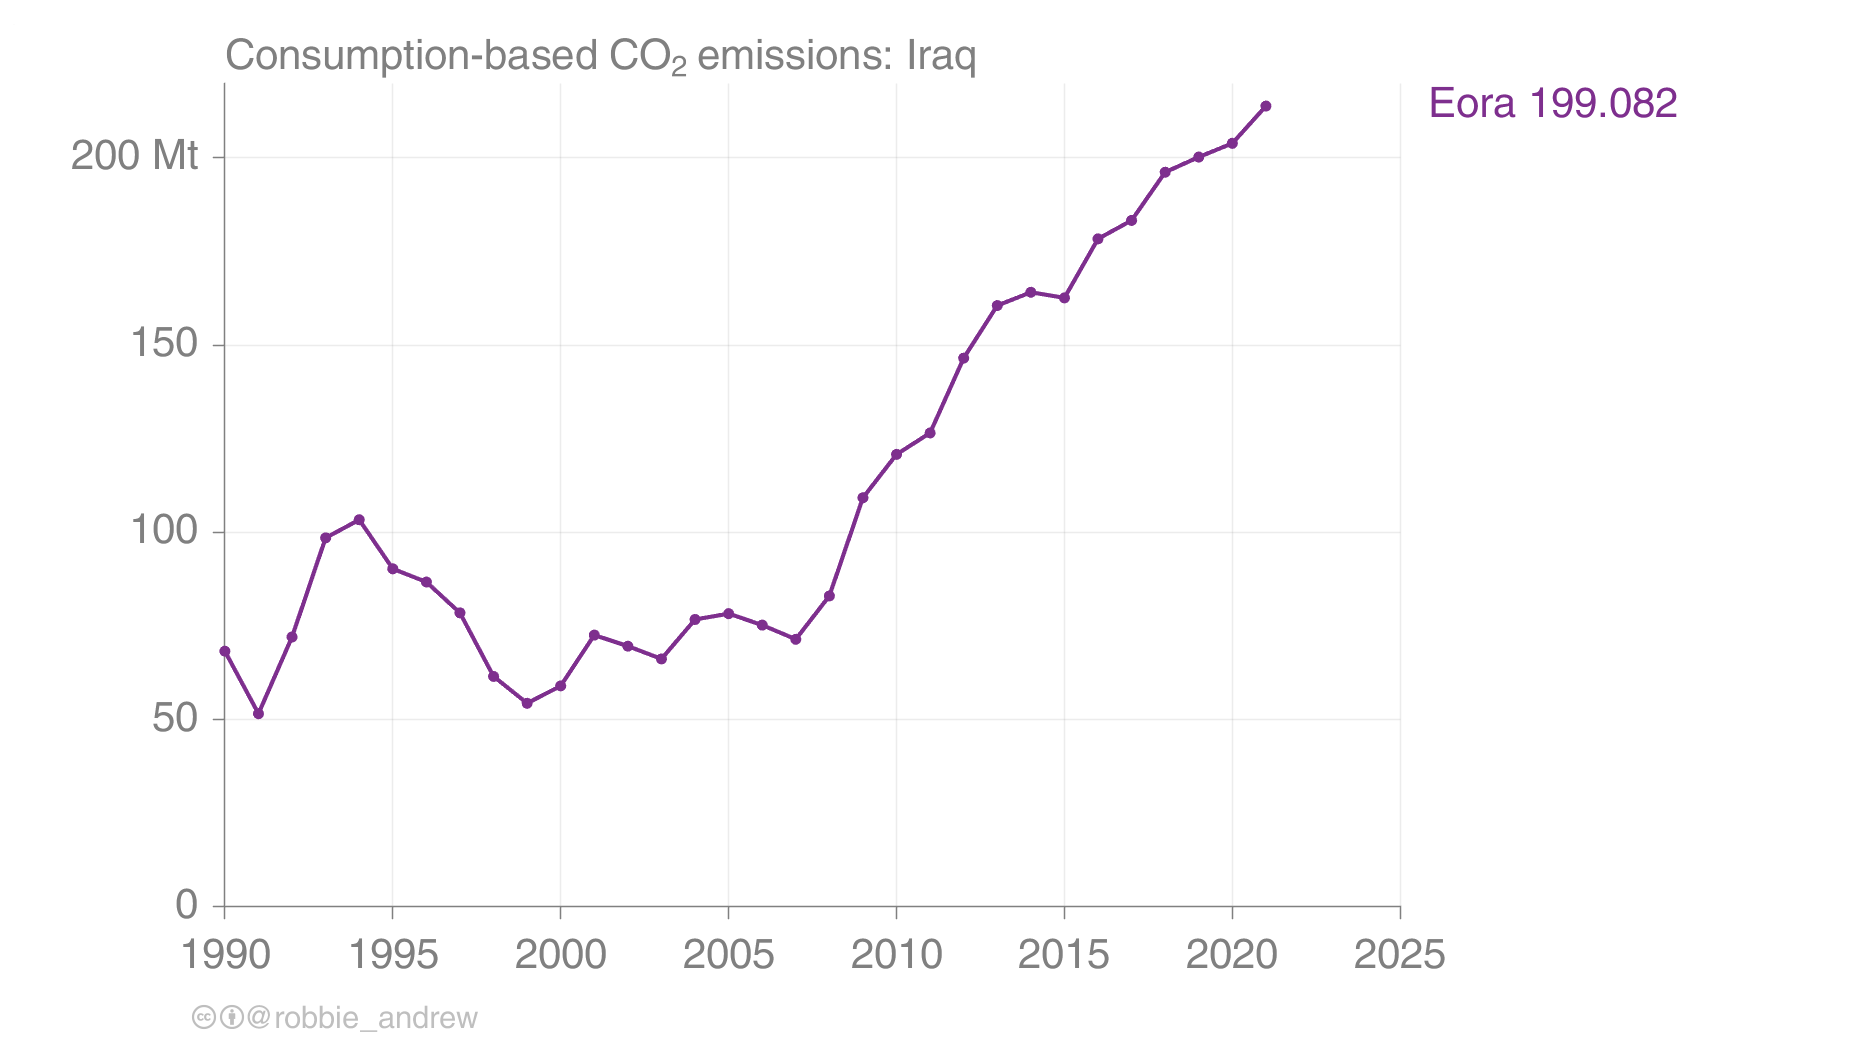 Consumption-based CO₂ emissions: Iraq
Eora 199.082
200 Mt
150
100
50
0
1990 1995 2000 2005 2010 2015 2020 2025
@robbie_andrew